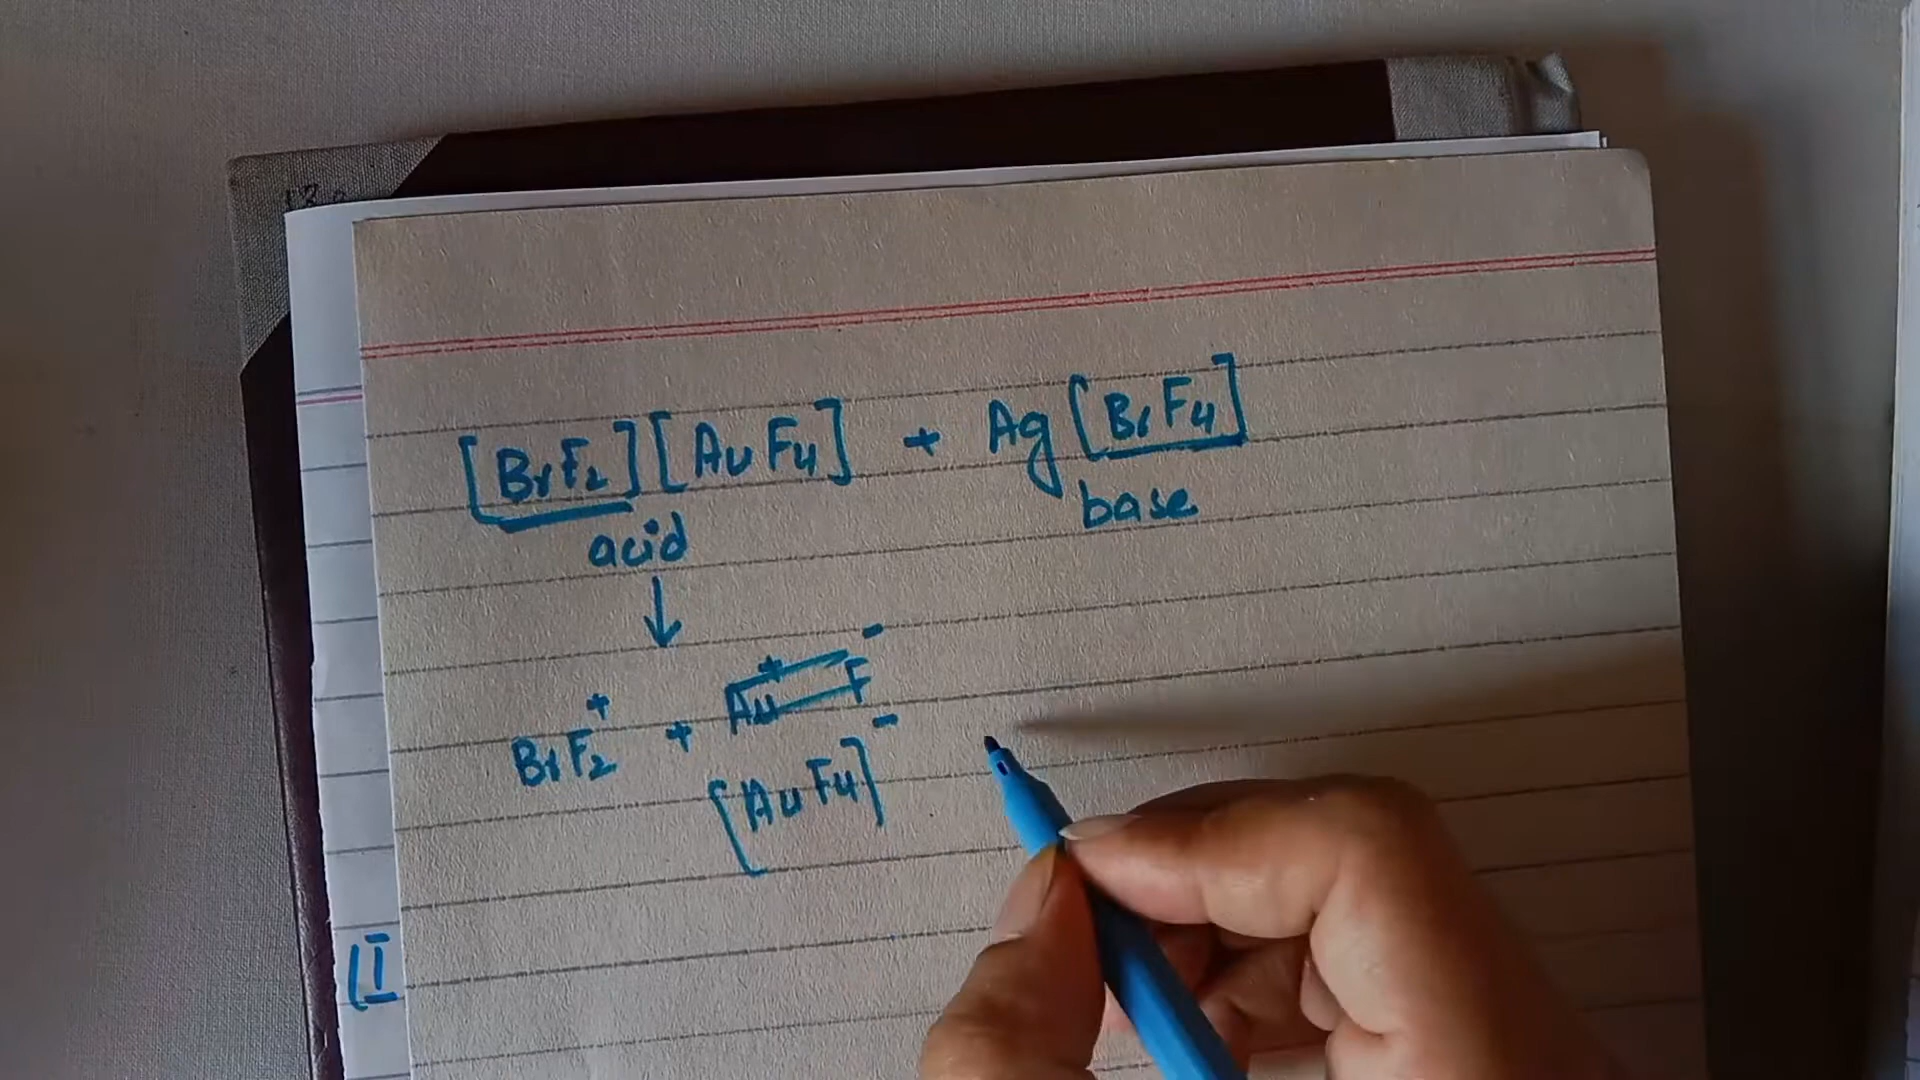 [BrF₂][AuF₄] + Ag[BrF₄]
acid base
↓
BrF₂⁺ + Au⁺F⁻
[AuF₄]⁻
(I